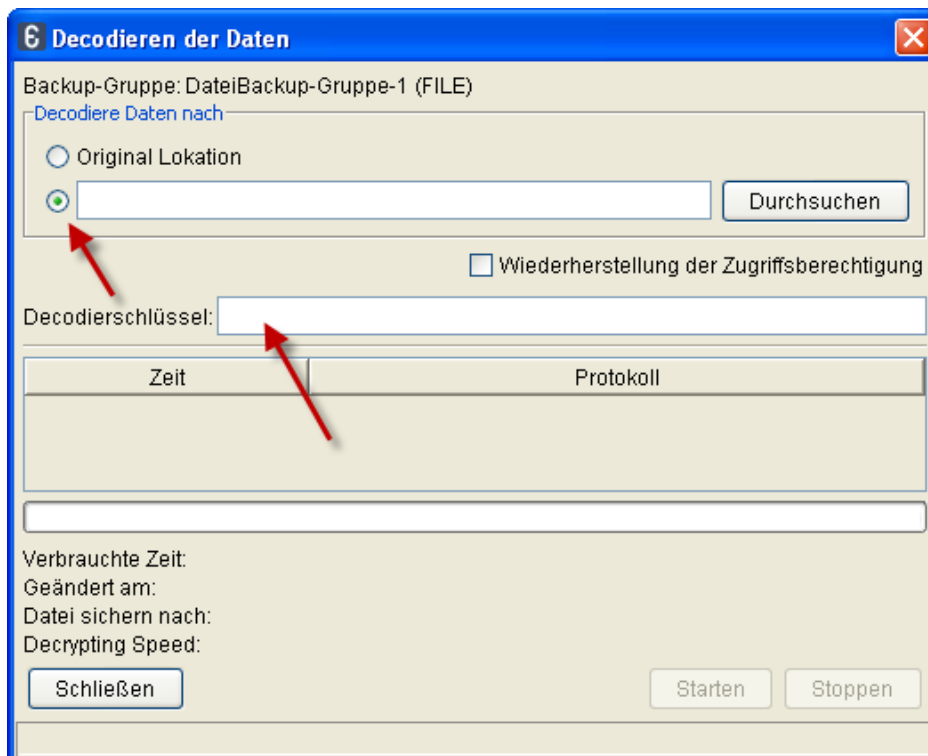 Decodieren der Daten
Backup-Gruppe: DateiBackup-Gruppe-1 (FILE)
Decodiere Daten nach
Original Lokation
Durchsuchen
Wiederherstellung der Zugriffsberechtigung
Decodierschlüssel:
Zeit Protokoll
Verbrauchte Zeit:
Geändert am:
Datei sichern nach:
Decrypting Speed:
Schließen Starten Stoppen